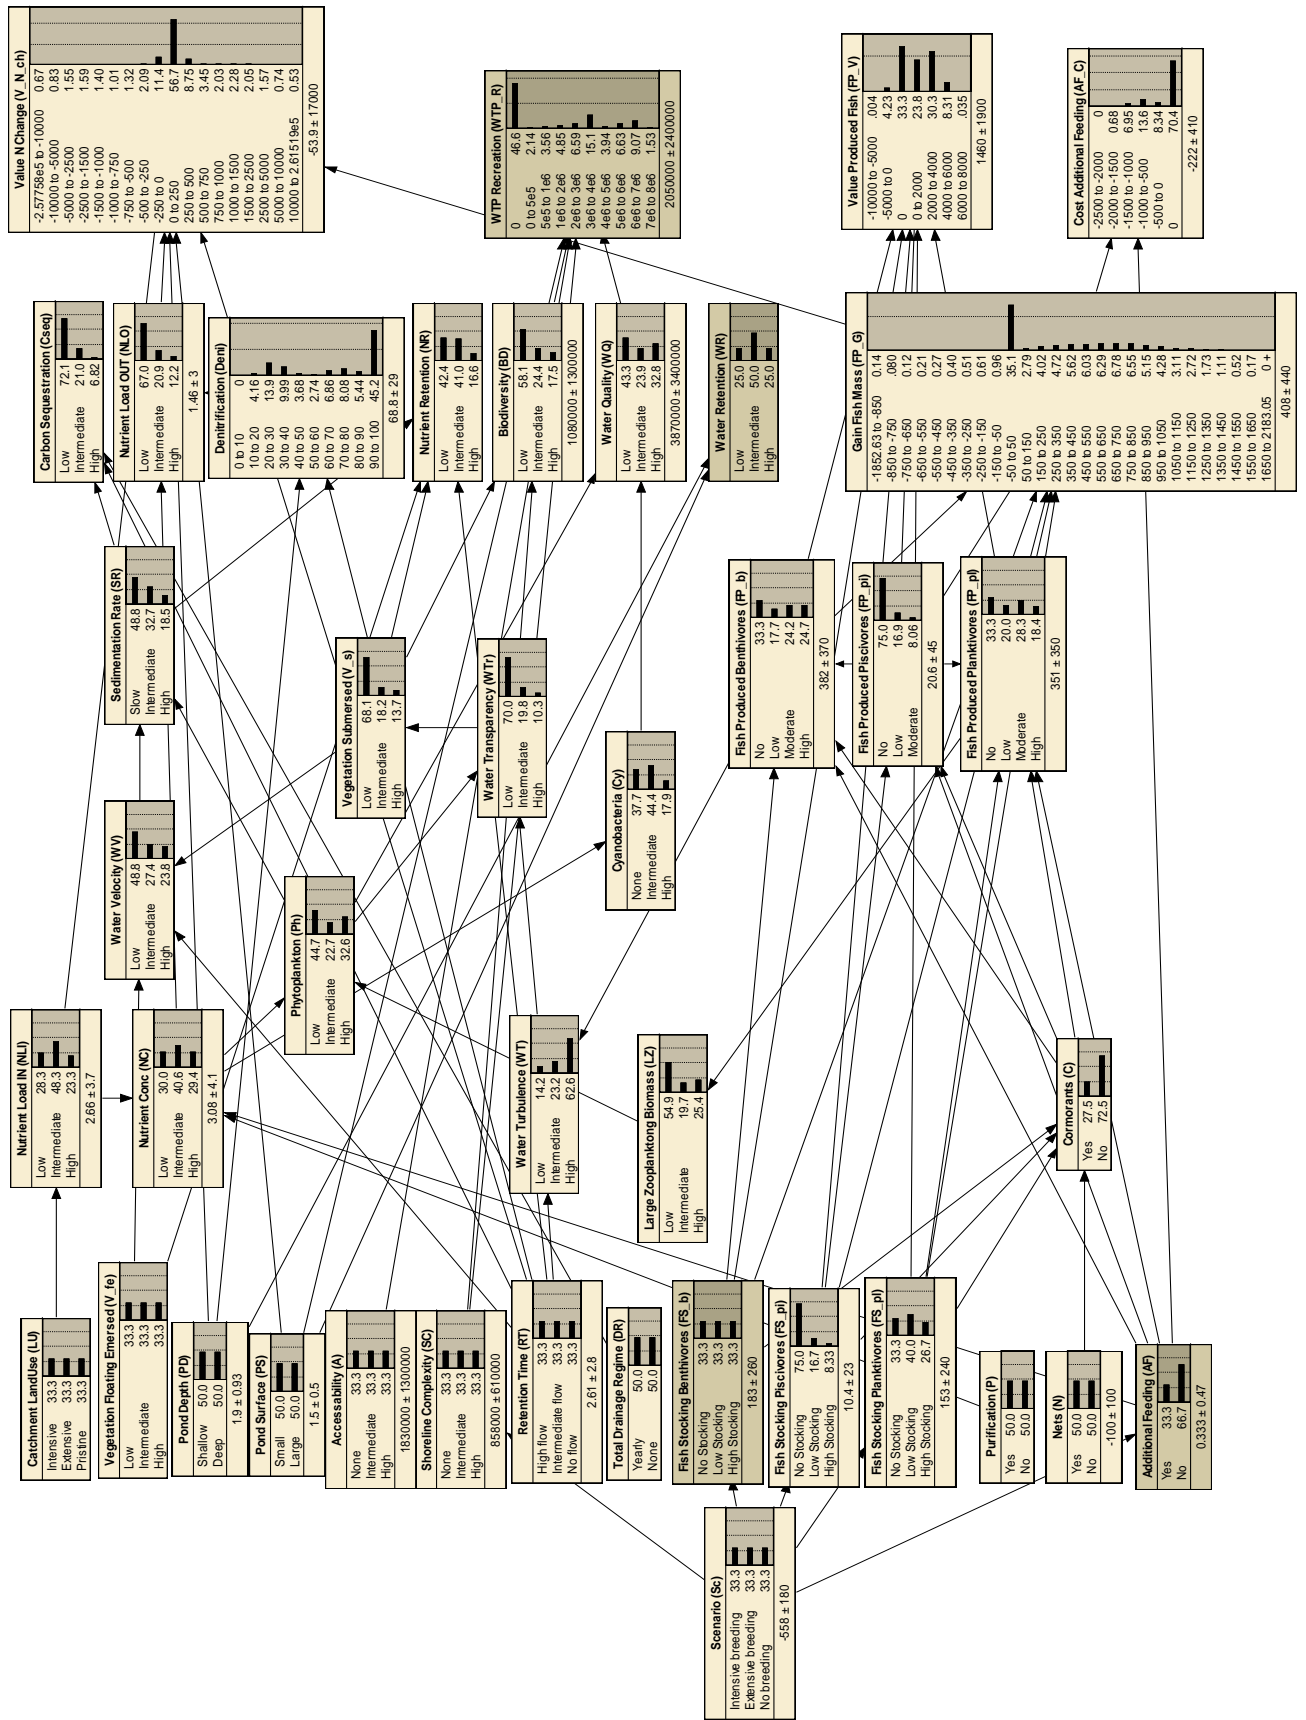 Value N Change (V_N_ch)
-2.57758e5 to -10000 0.67
-10000 to -5000 0.83
-5000 to -2500 1.55
-2500 to -1500 1.59
-1500 to -1000 1.40
-1000 to -750 1.01
-750 to -500 1.32
-500 to -250 2.09
-250 to 0 11.4
0 to 250 56.7
250 to 500 8.75
500 to 750 3.45
750 to 1000 2.03
1000 to 1500 2.28
1500 to 2500 2.05
2500 to 5000 1.57
5000 to 10000 0.74
10000 to 2.61519e5 0.53
-53.9 ± 17000
WTP Recreation (WTP_R)
0 46.6
0 to 5e5 2.14
5e5 to 1e6 3.56
1e6 to 2e6 4.85
2e6 to 3e6 6.59
3e6 to 4e6 15.1
4e6 to 5e6 3.94
5e6 to 6e6 6.63
6e6 to 7e6 9.07
7e6 to 8e6 1.53
2050000 ± 2400000
Value Produced Fish (FP_V)
-10000 to -5000 .004
-5000 to 0 4.23
0 33.3
0 to 2000 23.8
2000 to 4000 30.3
4000 to 6000 8.31
6000 to 8000 .035
1460 ± 1900
Cost Additional Feeding (AF_C)
-2500 to -2000 0
-2000 to -1500 0.68
-1500 to -1000 6.95
-1000 to -500 13.6
-500 to 0 8.34
0 70.4
-222 ± 410
Carbon Sequestration (Cseq)
Low 72.1
Intermediate 21.0
High 6.82
Nutrient Load OUT (NLO)
Low 67.0
Intermediate 20.9
High 12.2
1.46 ± 3
Denitrification (Deni)
0 to 10 0
10 to 20 4.16
20 to 30 13.9
30 to 40 9.99
40 to 50 3.68
50 to 60 2.74
60 to 70 6.86
70 to 80 8.08
80 to 90 5.44
90 to 100 45.2
68.8 ± 29
Nutrient Retention (NR)
Low 42.4
Intermediate 41.0
High 16.6
Biodiversity (BD)
Low 58.1
Intermediate 24.4
High 17.5
1080000 ± 1300000
Water Quality (WQ)
Low 43.3
Intermediate 23.9
High 32.8
3870000 ± 3400000
Water Retention (WR)
Low 25.0
Intermediate 50.0
High 25.0
Gain Fish Mass (FP_G)
-1852.63 to -850 0.14
-850 to -750 .080
-750 to -650 0.12
-650 to -550 0.21
-550 to -450 0.27
-450 to -350 0.40
-350 to -250 0.51
-250 to -150 0.61
-150 to -50 0.96
-50 to 50 35.1
50 to 150 2.79
150 to 250 4.02
250 to 350 4.72
350 to 450 5.62
450 to 550 6.03
550 to 650 6.29
650 to 750 6.78
750 to 850 6.55
850 to 950 5.15
950 to 1050 4.28
1050 to 1150 3.11
1150 to 1250 2.72
1250 to 1350 1.73
1350 to 1450 1.11
1450 to 1550 0.52
1550 to 1650 0.17
1650 to 2183.05 0 +
408 ± 440
Sedimentation Rate (SR)
Slow 48.8
Intermediate 32.7
High 18.5
Vegetation Submersed (V_s)
Low 68.1
Intermediate 18.2
High 13.7
Water Transparency (WTr)
Low 70.0
Intermediate 19.8
High 10.3
Fish Produced Benthivores (FP_b)
No 33.3
Low 17.7
Moderate 24.2
High 24.7
382 ± 370
Fish Produced Piscivores (FP_pi)
No 75.0
Low 16.9
Moderate 8.06
20.6 ± 45
Fish Produced Planktivores (FP_pl)
No 33.3
Low 20.0
Moderate 28.3
High 18.4
351 ± 350
Water Velocity (WV)
Low 48.8
Intermediate 27.4
High 23.8
Phytoplankton (Ph)
Low 44.7
Intermediate 22.7
High 32.6
Cyanobacteria (Cy)
None 37.7
Intermediate 44.4
High 17.9
Nutrient Load IN (NLI)
Low 28.3
Intermediate 48.3
High 23.3
2.66 ± 3.7
Nutrient Conc (NC)
Low 30.0
Intermediate 40.6
High 29.4
3.08 ± 4.1
Water Turbulence (WT)
Low 14.2
Intermediate 23.2
High 62.6
Large Zooplanktong Biomass (LZ)
Low 54.9
Intermediate 19.7
High 25.4
Cormorants (C)
Yes 27.5
No 72.5
Catchment LandUse (LU)
Intensive 33.3
Extensive 33.3
Pristine 33.3
Vegetation Floating Emersed (V_fe)
Low 33.3
Intermediate 33.3
High 33.3
Pond Depth (PD)
Shallow 50.0
Deep 50.0
1.9 ± 0.93
Pond Surface (PS)
Small 50.0
Large 50.0
1.5 ± 0.5
Accessability (A)
None 33.3
Intermediate 33.3
High 33.3
1830000 ± 1300000
Shoreline Complexity (SC)
None 33.3
Intermediate 33.3
High 33.3
858000 ± 610000
Retention Time (RT)
High flow 33.3
Intermediate flow 33.3
No flow 33.3
2.61 ± 2.8
Total Drainage Regime (DR)
Yearly 50.0
None 50.0
Fish Stocking Benthivores (FS_b)
No Stocking 33.3
Low Stocking 33.3
High Stocking 33.3
183 ± 260
Fish Stocking Piscivores (FS_pi)
No Stocking 75.0
Low Stocking 16.7
High Stocking 8.33
10.4 ± 23
Fish Stocking Planktivores (FS_pl)
No Stocking 33.3
Low Stocking 40.0
High Stocking 26.7
153 ± 240
Purification (P)
Yes 50.0
No 50.0
Nets (N)
Yes 50.0
No 50.0
-100 ± 100
Additional Feeding (AF)
Yes 33.3
No 66.7
0.333 ± 0.47
Scenario (Sc)
Intensive breeding 33.3
Extensive breeding 33.3
No breeding 33.3
-558 ± 180